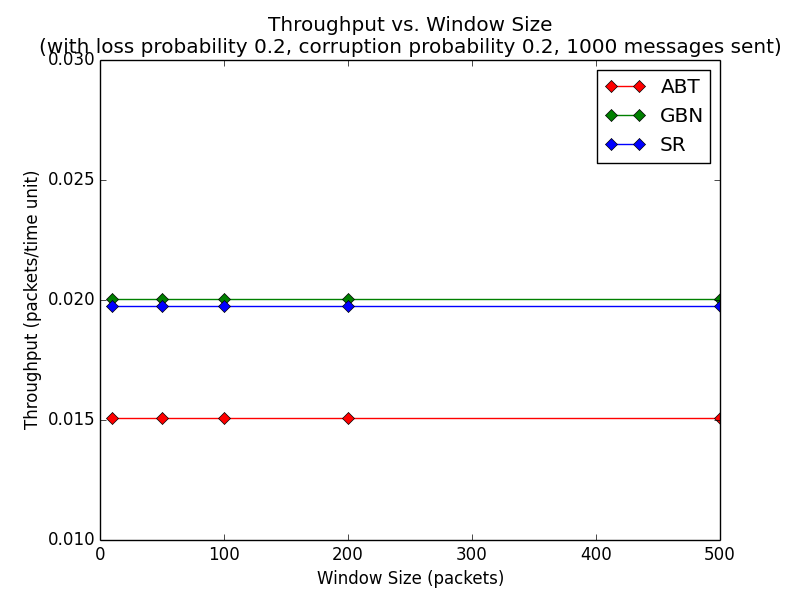 Throughput vs. Window Size
(with loss probability 0.2, corruption probability 0.2, 1000 messages sent)
0.030
0.025
0.020
0.015
0.010
Throughput (packets/time unit)
ABT
GBN
SR
0
100
200
300
400
500
Window Size (packets)